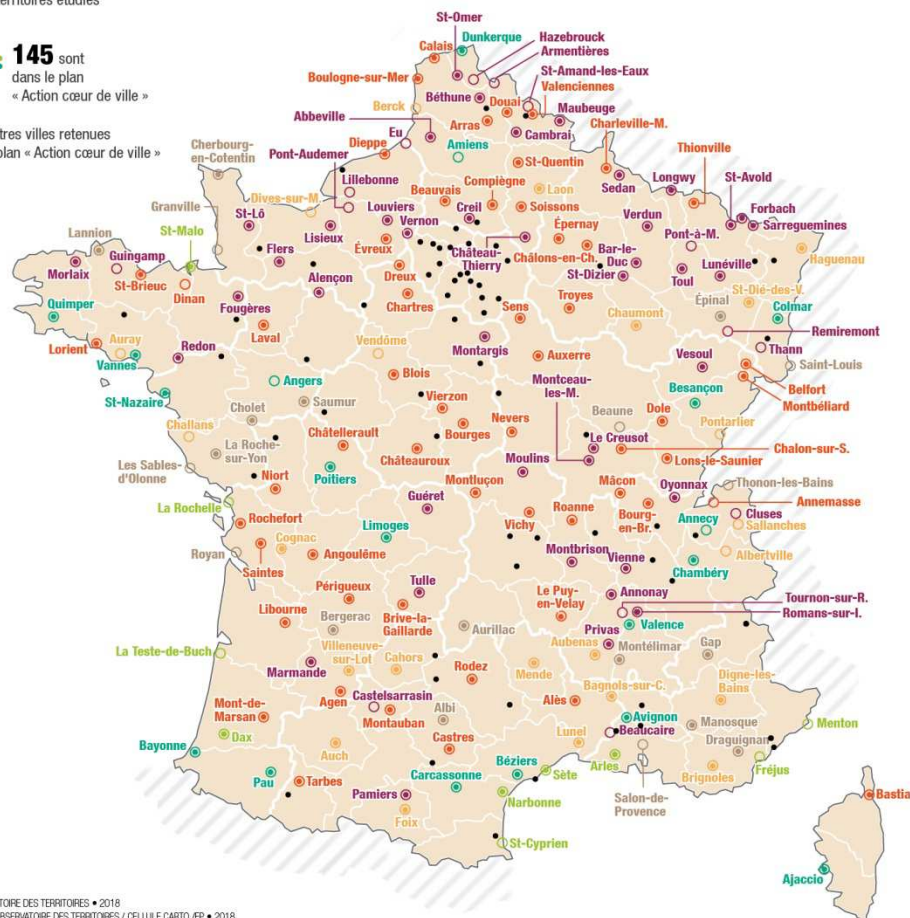 territoires étudiés
145 sont
dans le plan
« Action cœur de ville »
tres villes retenues
plan « Action cœur de ville »
St-Omer
Dunkerque
Hazebrouck
Armentières
Calais
St-Amand-les-Eaux
Valenciennes
Boulogne-sur-Mer
Béthune
Douai
Maubeuge
Berck
Abbeville
Arras
Cambrai
Charleville-M.
Eu
Amiens
Cherbourg-
en-Cotentin
Pont-Audemer
Dieppe
St-Quentin
Thionville
Lillebonne
Compiègne
Laon
Sedan
Longwy
St-Avold
Dives-sur-M.
Beauvais
Granville
Louviers
Creil
Soissons
Forbach
Lannion
St-Malo
St-Lô
Vernon
Épernay
Verdun
Pont-à-M.
Sarreguemines
Guingamp
Lisieux
Évreux
Château-
Thierry
Châlons-en-Ch.
Bar-le-
Duc
Lunéville
Haguenau
Morlaix
Flers
Alençon
Dreux
St-Dizier
Toul
St-Brieuc
Dinan
Chartres
Sens
Troyes
St-Dié-des-V.
Quimper
Fougères
Épinal
Colmar
Laval
Chaumont
Lorient
Auray
Redon
Vendôme
Montargis
Remiremont
Vannes
Auxerre
Vesoul
Thann
Saint-Louis
Angers
Blois
Montceau-
les-M.
Besançon
Belfort
St-Nazaire
Saumur
Vierzon
Beaune
Dole
Montbéliard
Cholet
Nevers
Challans
Châtellerault
Bourges
Le Creusot
Pontarlier
La Roche-
sur-Yon
Châteauroux
Moulins
Lons-le-Saunier
Chalon-sur-S.
Les Sables-
d'Olonne
Niort
Poitiers
Montluçon
Mâcon
Oyonnax
Thonon-les-Bains
Guéret
Annemasse
La Rochelle
Vichy
Roanne
Bourg-
en-Br.
Annecy
Cluses
Rochefort
Limoges
Sallanches
Cognac
Royan
Saintes
Angoulême
Montbrison
Vienne
Albertville
Chambéry
Périgueux
Tulle
Le Puy-
en-Velay
Annonay
Tournon-sur-R.
Libourne
Brive-la-
Gaillarde
Romans-sur-I.
Bergerac
Aurillac
Aubenas
Privas
Valence
La Teste-de-Buch
Villeneuve-
sur-Lot
Cahors
Montélimar
Gap
Marmande
Rodez
Mende
Bagnols-sur-C.
Digne-les-
Bains
Mont-de-
Marsan
Agen
Castelsarrasin
Albi
Alès
Montauban
Avignon
Manosque
Menton
Dax
Castres
Lunel
Beaucaire
Draguignan
Bayonne
Auch
Béziers
Arles
Pau
Tarbes
Carcassonne
Sète
Brignoles
Fréjus
Pamiers
Narbonne
Salon-de-
Provence
Foix
Bastia
St-Cyprien
Ajaccio
TOIRE DES TERRITOIRES • 2018
OBSERVATOIRE DES TERRITOIRES / CELLULE CARTO ÆP • 2018